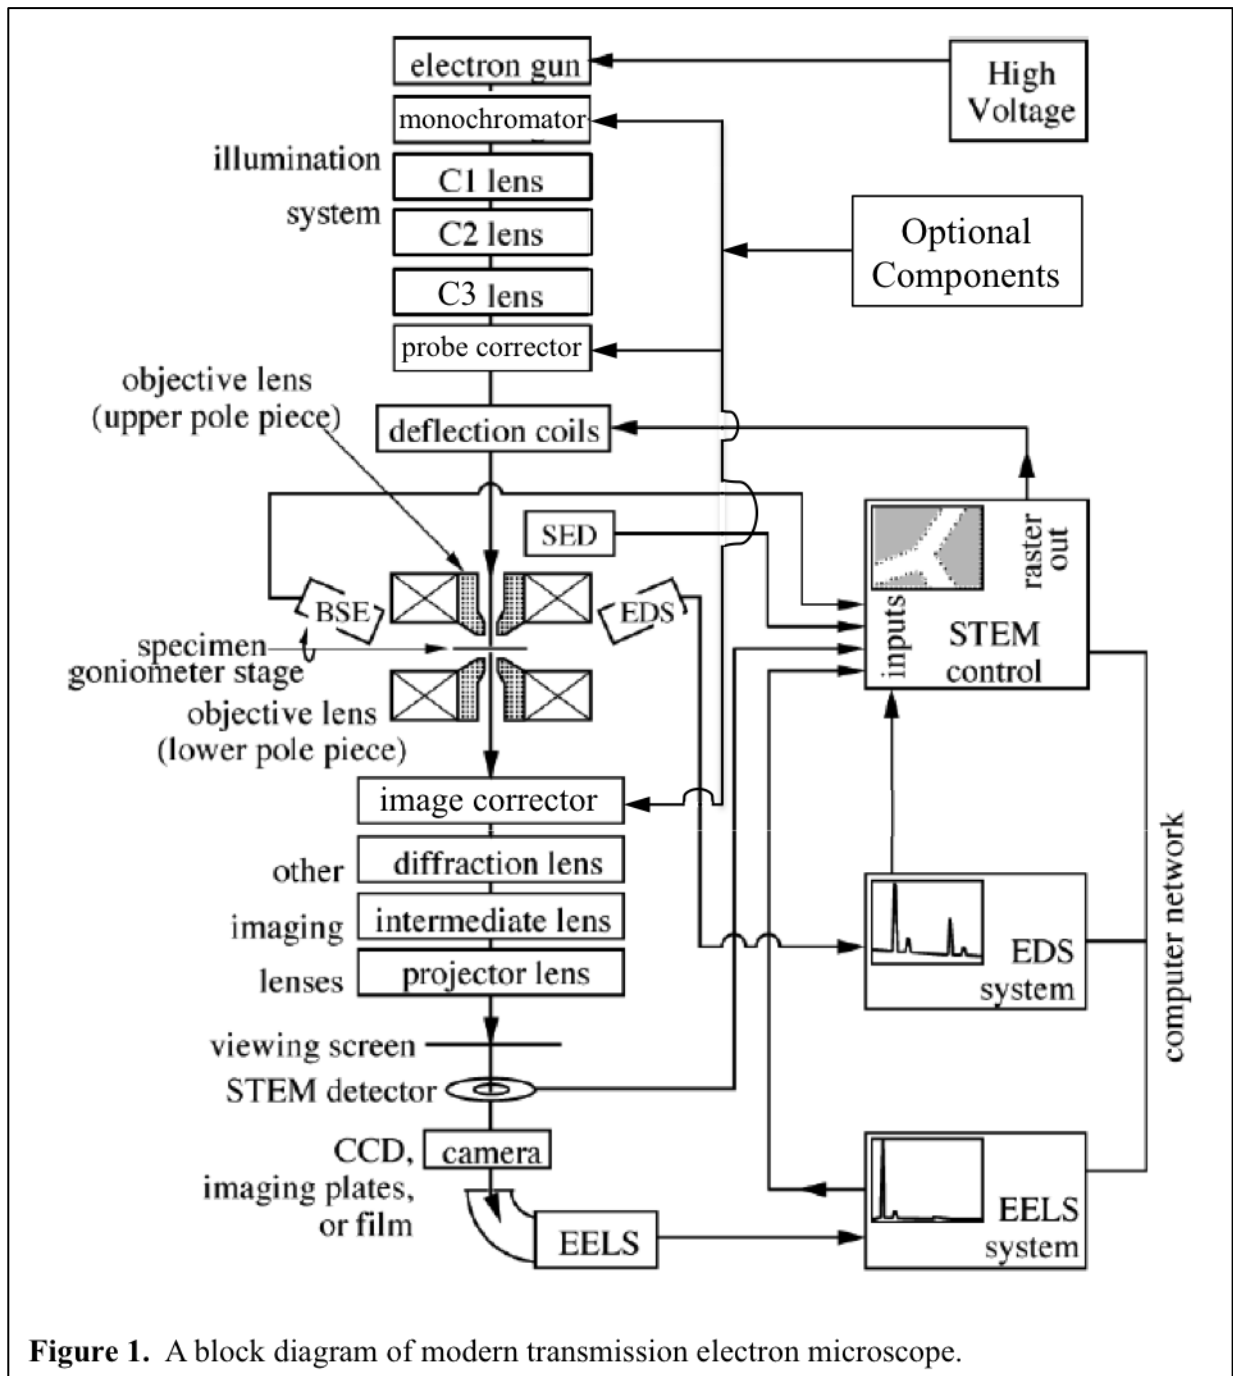 electron gun
High
Voltage
monochromator
illumination
system
C1 lens
C2 lens
C3 lens
Optional
Components
probe corrector
objective lens
(upper pole piece)
deflection coils
SED
raster
out
BSE
EDS
inputs
STEM
control
specimen
goniometer stage
objective lens
(lower pole piece)
image corrector
other
imaging
lenses
diffraction lens
intermediate lens
projector lens
EDS
system
computer network
viewing screen
STEM detector
CCD,
imaging plates,
or film
camera
EELS
EELS
system
Figure 1. A block diagram of modern transmission electron microscope.